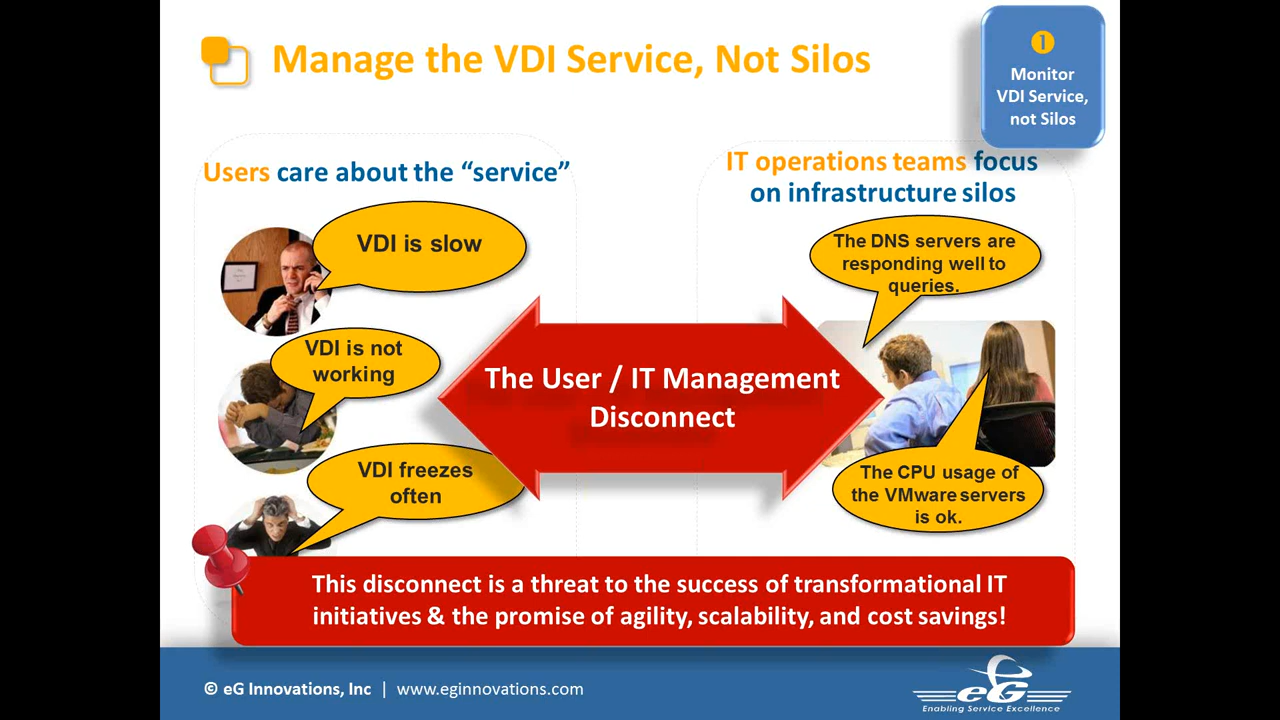 Manage the VDI Service, Not Silos
1
Monitor
VDI Service,
not Silos
Users care about the “service”
VDI is slow
VDI is not
working
VDI freezes
often
The User / IT Management
Disconnect
IT operations teams focus
on infrastructure silos
The DNS servers are
responding well to
queries.
The CPU usage of
the VMware servers
is ok.
This disconnect is a threat to the success of transformational IT
initiatives & the promise of agility, scalability, and cost savings!
© eG Innovations, Inc | www.eginnovations.com
eG
Enabling Service Excellence